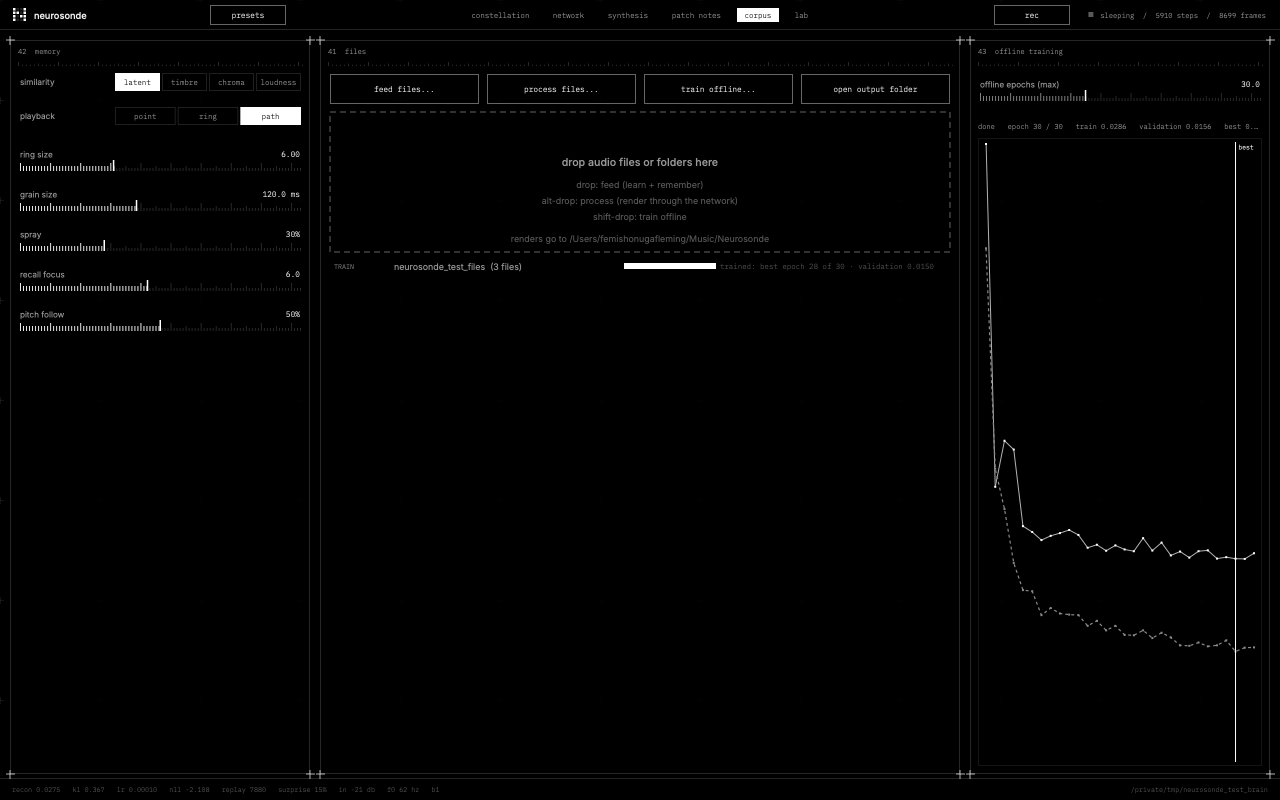 neurosonde
presets
constellation network synthesis patch notes corpus lab
rec
sleeping / 5910 steps / 8699 frames
42 memory
similarity latent timbre chroma loudness
playback point ring path
ring size 6.00
grain size 120.0 ms
spray 30%
recall focus 6.0
pitch follow 50%
41 files
feed files... process files... train offline... open output folder
drop audio files or folders here
drop: feed (learn + remember)
alt-drop: process (render through the network)
shift-drop: train offline
renders go to /Users/femishonugafleming/Music/Neurosonde
TRAIN neurosonde_test_files (3 files) trained: best epoch 28 of 30 · validation 0.0150
43 offline training
offline epochs (max) 30.0
done epoch 30 / 30 train 0.0286 validation 0.0156 best 0...
best
recon 0.0275 kl 0.367 lr 0.00010 nll -2.188 replay 7880 surprise 15% in -21 db f0 62 hz b1
/private/tmp/neurosonde_test_brain